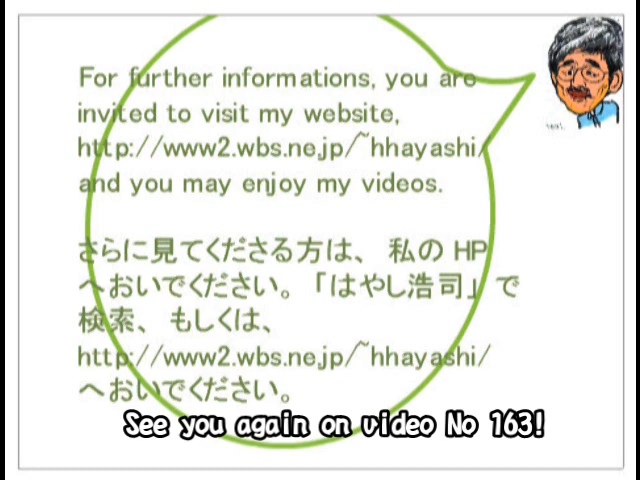 For further informations, you are
invited to visit my website,
http://www2.wbs.ne.jp/~hhayashi/
and you may enjoy my videos.
さらに見てくださる方は、 私の HP
へおいでください。「はやし浩司」で
検索、 もしくは、
http://www2.wbs.ne.jp/~hhayashi/
へおいでください。
See you again on video No 163!